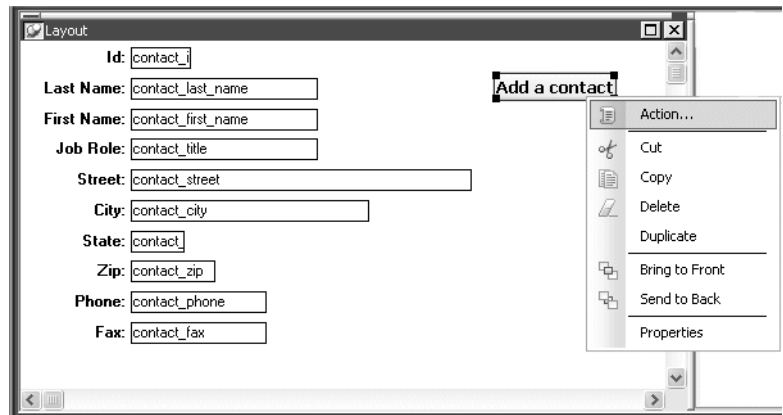 Layout
Id: contact_i
Last Name: contact_last_name
First Name: contact_first_name
Job Role: contact_title
Street: contact_street
City: contact_city
State: contact_
Zip: contact_zip
Phone: contact_phone
Fax: contact_fax
Add a contact
Action...
Cut
Copy
Delete
Duplicate
Bring to Front
Send to Back
Properties